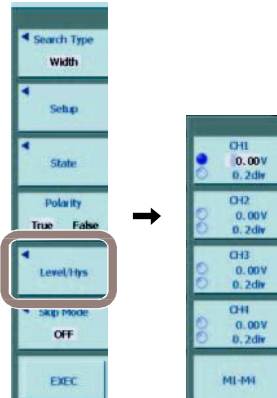 Search Type
Width
Setup
State
Polarity
True False
Level/Hys
Skip Mode
OFF
EXEC
CH1
0.00V
0.2div
CH2
0.00V
0.2div
CH3
0.00V
0.2div
CH4
0.00V
0.2div
M1-M4